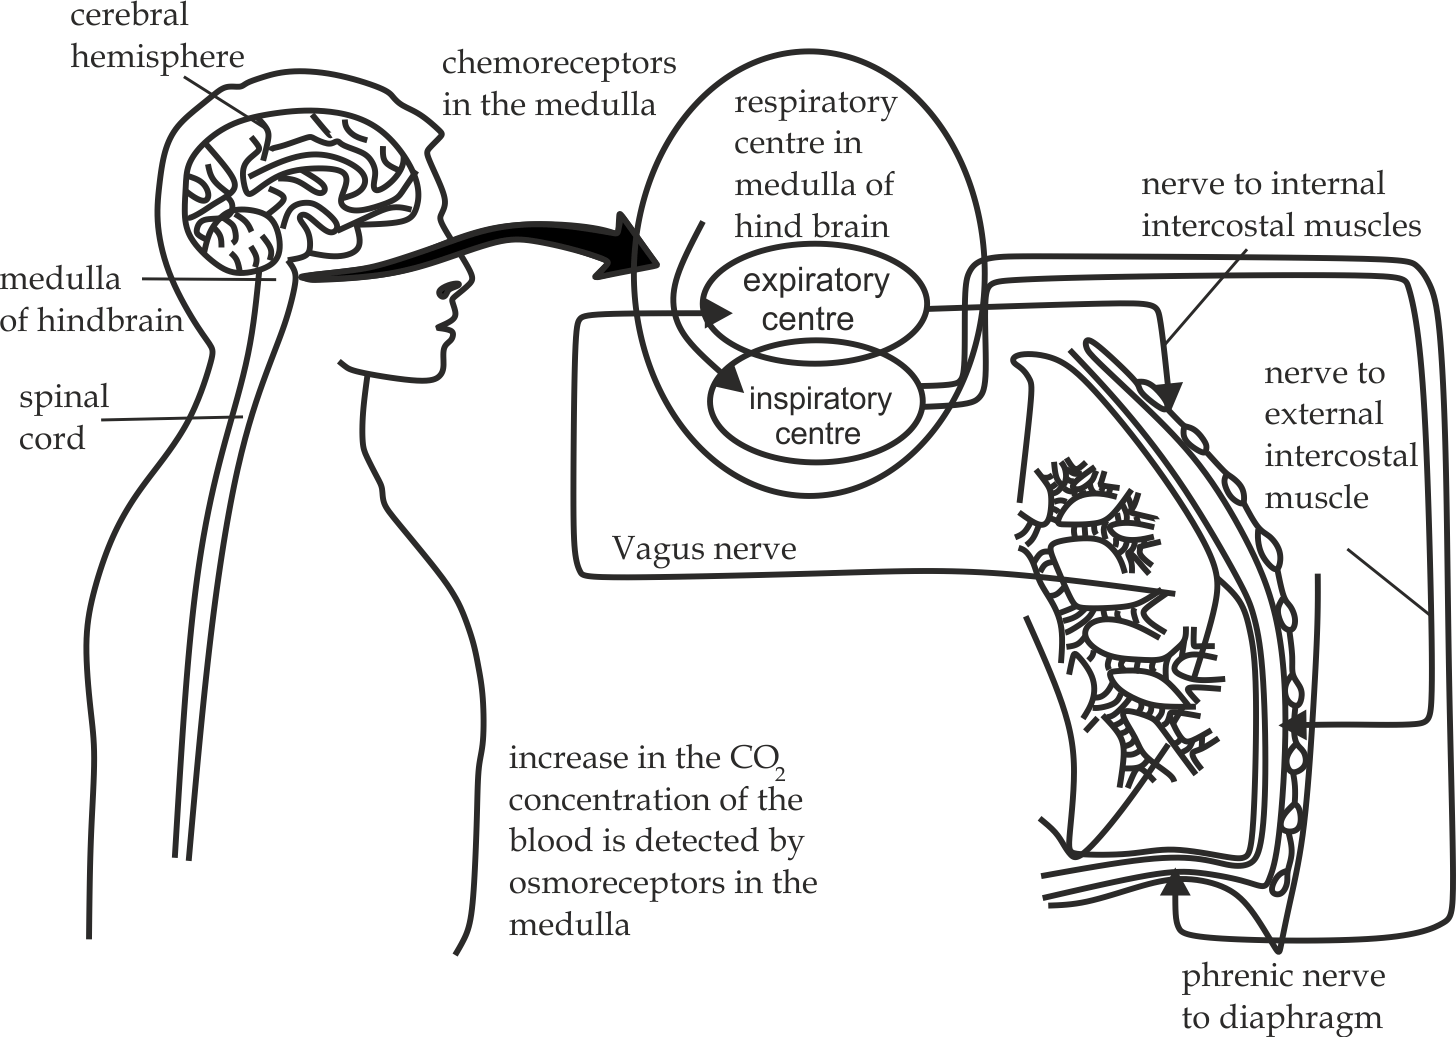 cerebral
hemisphere
chemoreceptors
in the medulla
respiratory
centre in
medulla of
hind brain
expiratory
centre
inspiratory
centre
nerve to internal
intercostal muscles
nerve to
external
intercostal
muscle
medulla
of hindbrain
spinal
cord
Vagus nerve
increase in the CO₂
concentration of the
blood is detected by
osmoreceptors in the
medulla
phrenic nerve
to diaphragm